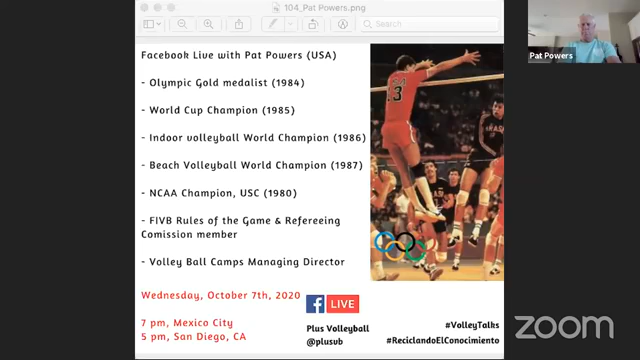 104_Pat Powers.png
Search
Pat Powers
Facebook Live with Pat Powers (USA)
- Olympic Gold medalist (1984)
- World Cup Champion (1985)
- Indoor volleyball World Champion (1986)
- Beach Volleyball World Champion (1987)
- NCAA Champion, USC (1980)
- FIVB Rules of the Game & Refereeing
Comission member
- Volley Ball Camps Managing Director
13
Wednesday, October 7th, 2020
7 pm, Mexico City
5 pm, San Diego, CA
f LIVE
Plus Volleyball
@plusvb
#VolleyTalks
#ReciclandoElConocimiento
zoom